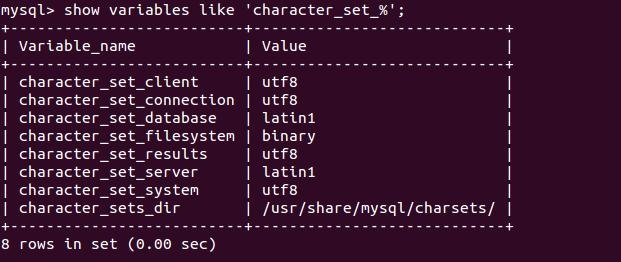 mysql> show variables like 'character_set_%';
+--------------------------+----------------------------+
| Variable_name            | Value                      |
+--------------------------+----------------------------+
| character_set_client     | utf8                       |
| character_set_connection | utf8                       |
| character_set_database   | latin1                     |
| character_set_filesystem | binary                     |
| character_set_results    | utf8                       |
| character_set_server     | latin1                     |
| character_set_system     | utf8                       |
| character_sets_dir       | /usr/share/mysql/charsets/ |
+--------------------------+----------------------------+
8 rows in set (0.00 sec)